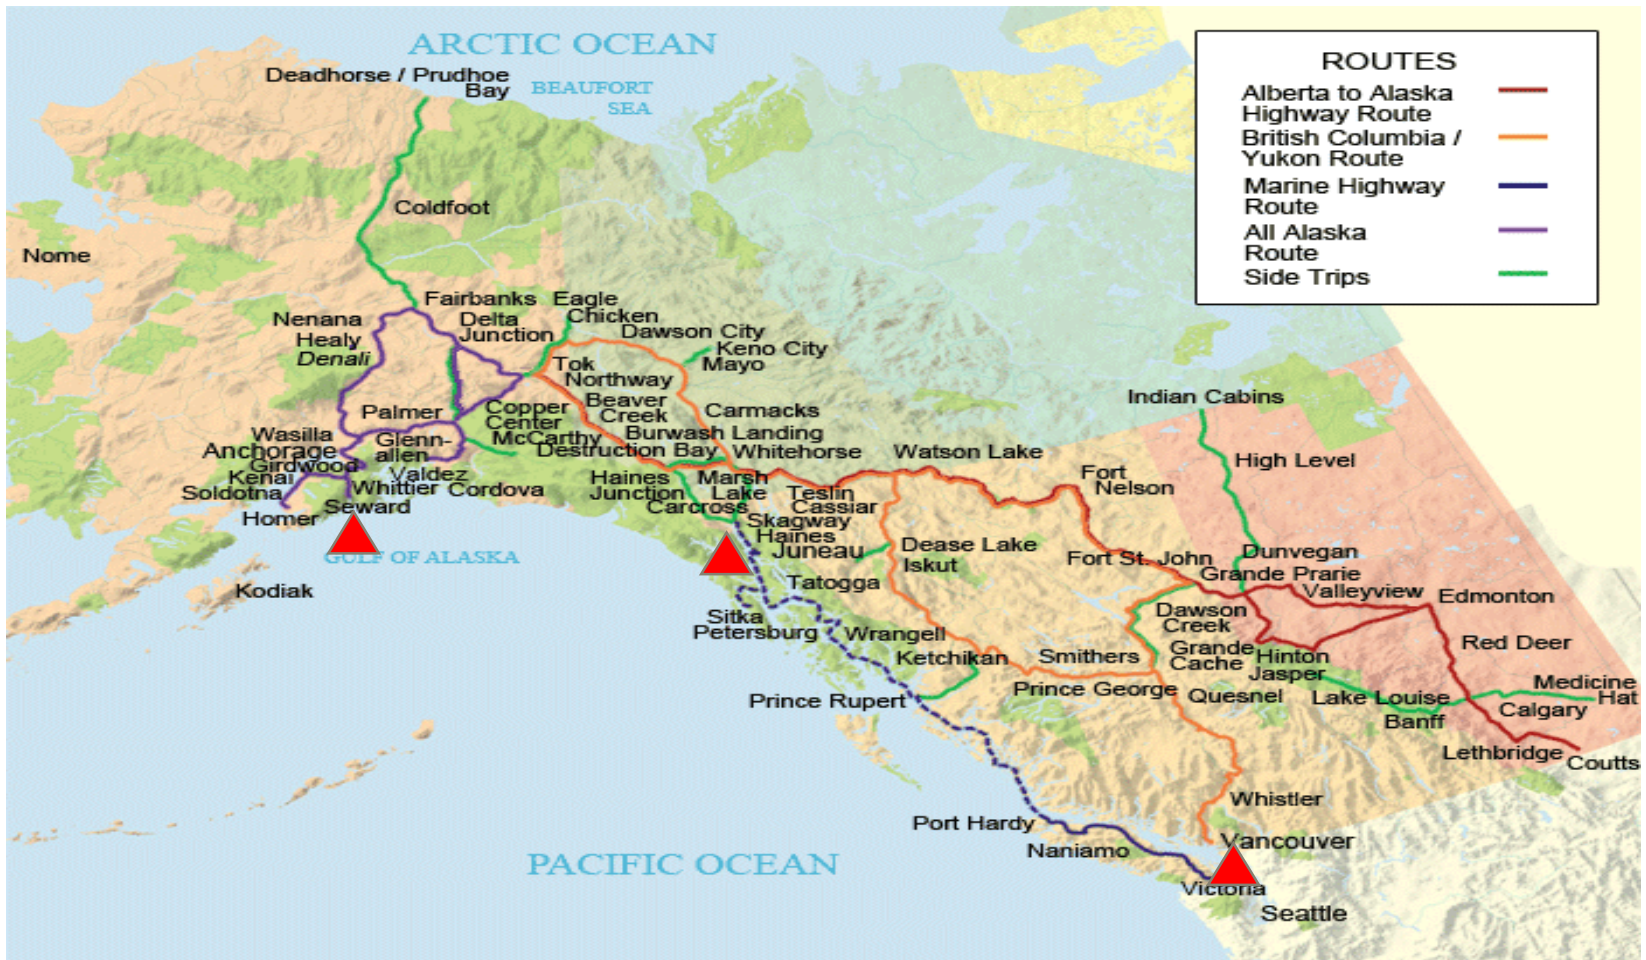 ARCTIC OCEAN
Deadhorse / Prudhoe
Bay
BEAUFORT
SEA
ROUTES
Alberta to Alaska
Highway Route
British Columbia /
Yukon Route
Marine Highway
Route
All Alaska
Route
Side Trips
Coldfoot
Nome
Fairbanks
Eagle
Chicken
Nenana
Delta
Junction
Healy
Denali
Dawson City
Keno City
Mayo
Tok
Northway
Beaver
Creek
Indian Cabins
Palmer
Copper
Center
Carmacks
Wasilla
Glenn-
allen
McCarthy
Burwash Landing
Anchorage
Destruction Bay
Whitehorse
Watson Lake
Girdwood
High Level
Kenai
Valdez
Haines
Junction
Marsh
Lake
Fort
Nelson
Soldotna
Whittier
Cordova
Teslin
Cassiar
Carcross
Seward
Homer
Skagway
Haines
Juneau
GULF OF ALASKA
Dease Lake
Iskut
Fort St. John
Dunvegan
Grande Prarie
Kodiak
Tatogga
Valleyview
Edmonton
Dawson
Creek
Sitka
Petersburg
Wrangell
Red Deer
Ketchikan
Smithers
Grande
Cache
Hinton
Jasper
Prince Rupert
Prince George
Quesnel
Lake Louise
Medicine
Hat
Banff
Calgary
Lethbridge
Coutts
Whistler
Port Hardy
Vancouver
Naniamo
PACIFIC OCEAN
Victoria
Seattle